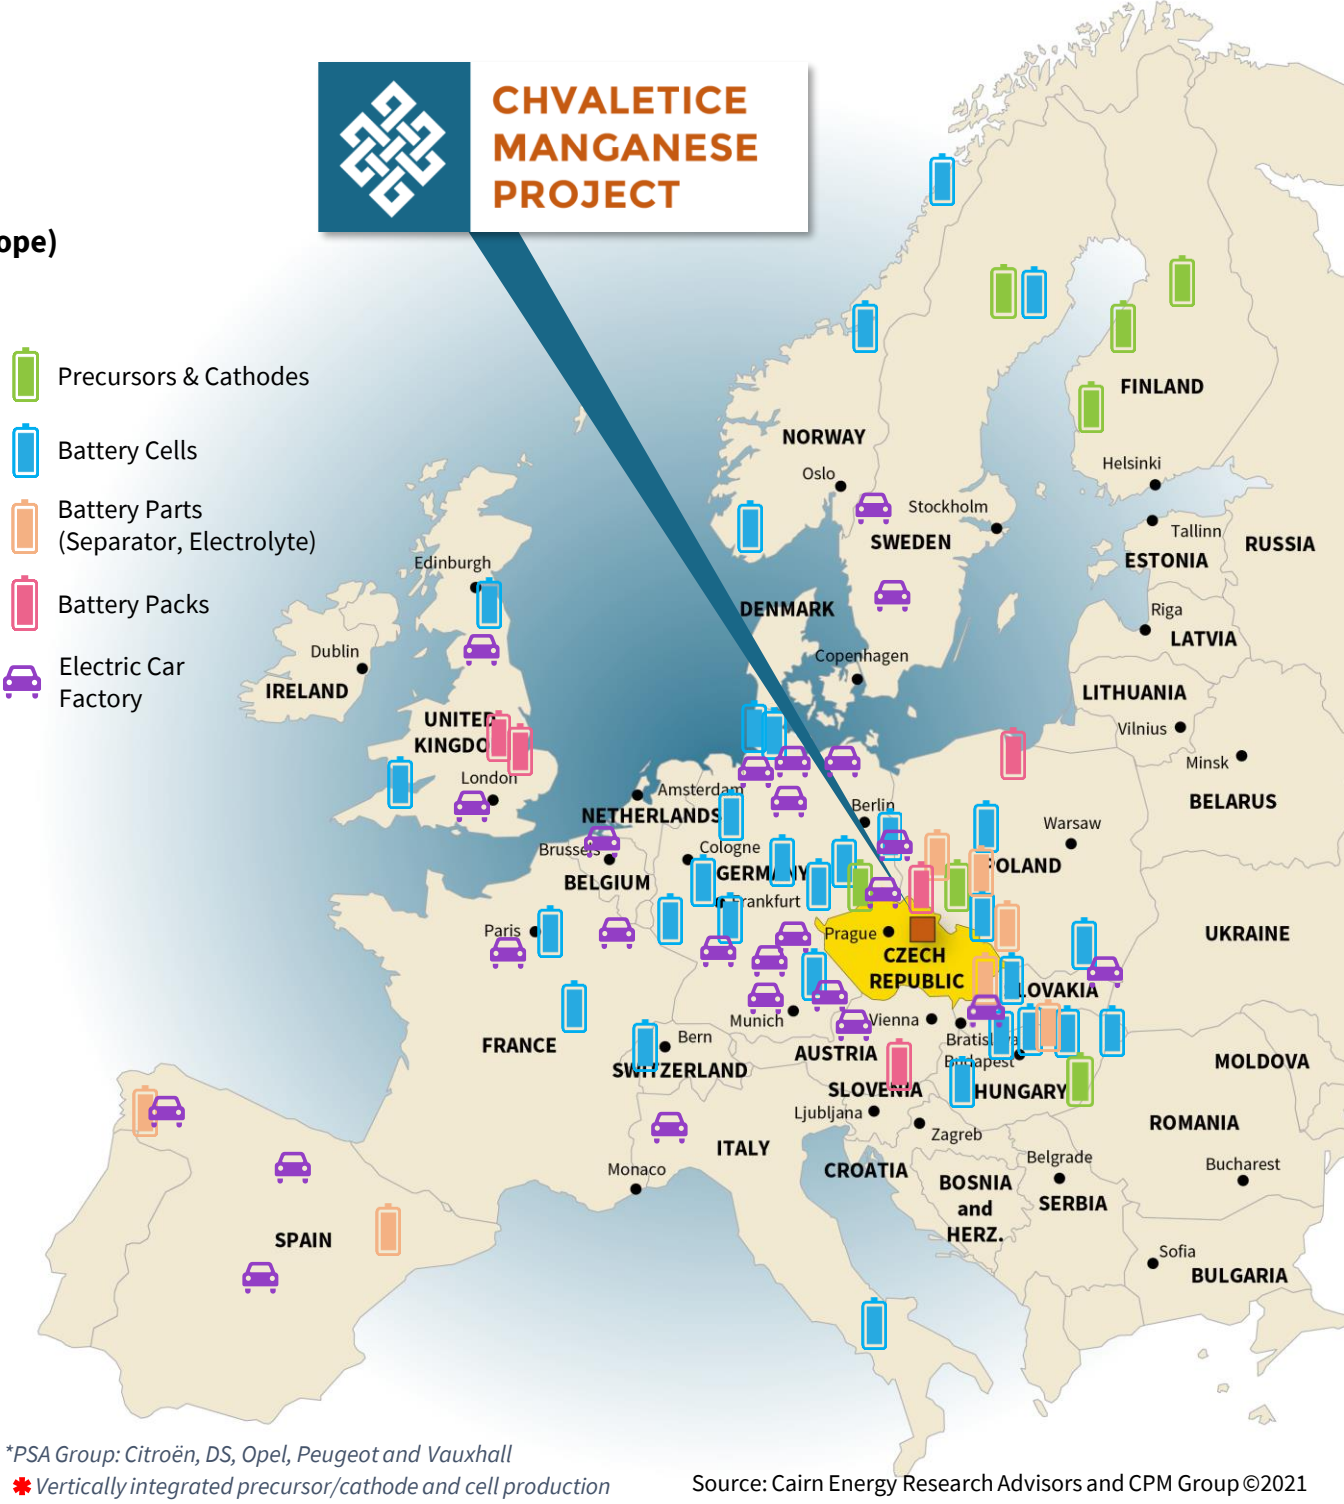 CHVALETICE
MANGANESE
PROJECT
ope)
Precursors & Cathodes
Battery Cells
Battery Parts
(Separator, Electrolyte)
Battery Packs
Electric Car
Factory
FINLAND
NORWAY
Helsinki
Oslo
Stockholm
Tallinn
SWEDEN
RUSSIA
ESTONIA
Edinburgh
DENMARK
Riga
LATVIA
Dublin
Copenhagen
IRELAND
LITHUANIA
UNITED
KINGDO
Vilnius
Minsk
London
Amsterdam
BELARUS
NETHERLANDS
Berlin
Warsaw
Brussels
Cologne
POLAND
GERMANY
BELGIUM
Frankfurt
Paris
Prague
UKRAINE
CZECH
REPUBLIC
LOVAKIA
Munich
Vienna
Bratislava
Bern
FRANCE
AUSTRIA
Budapest
MOLDOVA
SWITZERLAND
SLOVENIA
HUNGARY
Ljubljana
ROMANIA
Zagreb
ITALY
Belgrade
Monaco
CROATIA
Bucharest
BOSNIA
and
HERZ.
SERBIA
SPAIN
Sofia
BULGARIA
*PSA Group: Citroën, DS, Opel, Peugeot and Vauxhall
✱ Vertically integrated precursor/cathode and cell production
Source: Cairn Energy Research Advisors and CPM Group ©2021